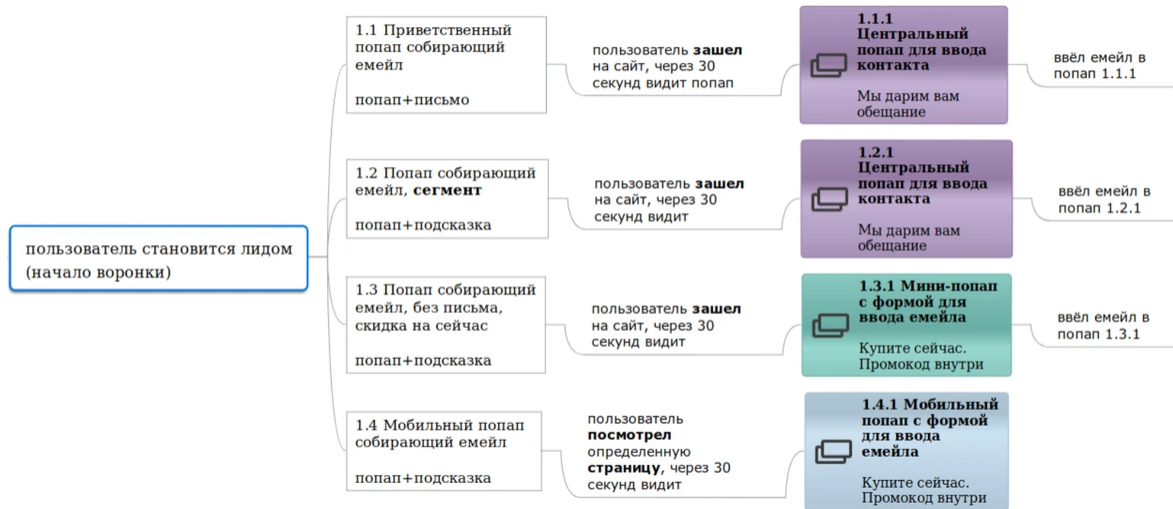 пользователь становится лидом
(начало воронки)
1.1 Приветственный
попап собирающий
емейл
попап+письмо
пользователь зашел
на сайт, через 30
секунд видит попап
1.1.1
Центральный
попап для ввода
контакта
Мы дарим вам
обещание
ввёл емейл в
попап 1.1.1
1.2 Попап собирающий
емейл, сегмент
попап+подсказка
пользователь зашел
на сайт, через 30
секунд видит
1.2.1
Центральный
попап для ввода
контакта
Мы дарим вам
обещание
ввёл емейл в
попап 1.2.1
1.3 Попап собирающий
емейл, без письма,
скидка на сейчас
попап+подсказка
пользователь зашел
на сайт, через 30
секунд видит
1.3.1 Мини-попап
с формой для
ввода емейла
Купите сейчас.
Промокод внутри
ввёл емейл в
попап 1.3.1
1.4 Мобильный попап
собирающий емейл
попап+подсказка
пользователь
посмотрел
определенную
страницу, через 30
секунд видит
1.4.1 Мобильный
попап с формой
для ввода
емейла
Купите сейчас.
Промокод внутри